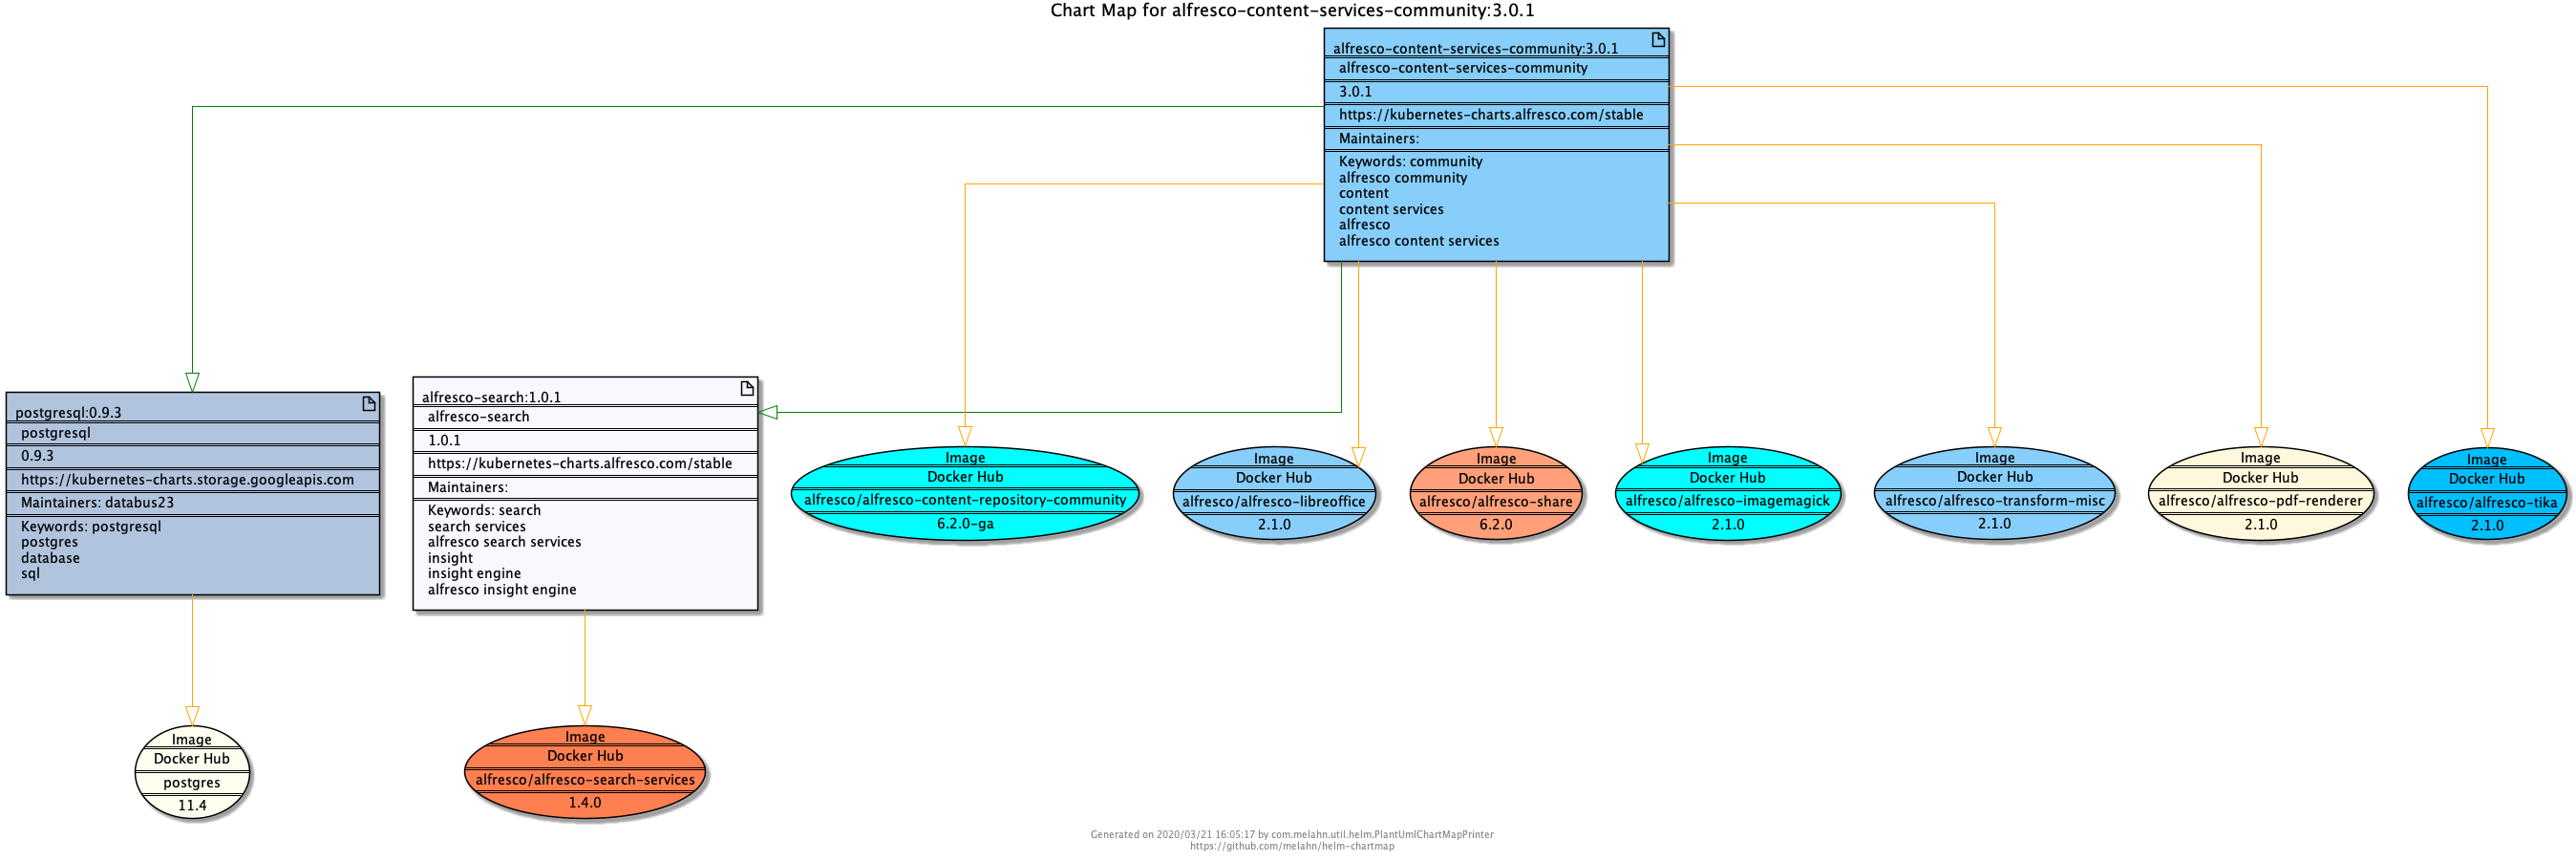 Chart Map for alfresco-content-services-community:3.0.1
alfresco-content-services-community:3.0.1
alfresco-content-services-community
3.0.1
https://kubernetes-charts.alfresco.com/stable
Maintainers:
Keywords: community
alfresco community
content
content services
alfresco
alfresco content services
postgresql:0.9.3
postgresql
0.9.3
https://kubernetes-charts.storage.googleapis.com
Maintainers: databus23
Keywords: postgresql
postgres
database
sql
alfresco-search:1.0.1
alfresco-search
1.0.1
https://kubernetes-charts.alfresco.com/stable
Maintainers:
Keywords: search
search services
alfresco search services
insight
insight engine
alfresco insight engine
Image
Docker Hub
alfresco/alfresco-content-repository-community
6.2.0-ga
Image
Docker Hub
alfresco/alfresco-libreoffice
2.1.0
Image
Docker Hub
alfresco/alfresco-share
6.2.0
Image
Docker Hub
alfresco/alfresco-imagemagick
2.1.0
Image
Docker Hub
alfresco/alfresco-transform-misc
2.1.0
Image
Docker Hub
alfresco/alfresco-pdf-renderer
2.1.0
Image
Docker Hub
alfresco/alfresco-tika
2.1.0
Image
Docker Hub
postgres
11.4
Image
Docker Hub
alfresco/alfresco-search-services
1.4.0
Generated on 2020/03/21 16:05:17 by com.melahn.util.helm.PlantUmlChartMapPrinter
https://github.com/melahn/helm-chartmap